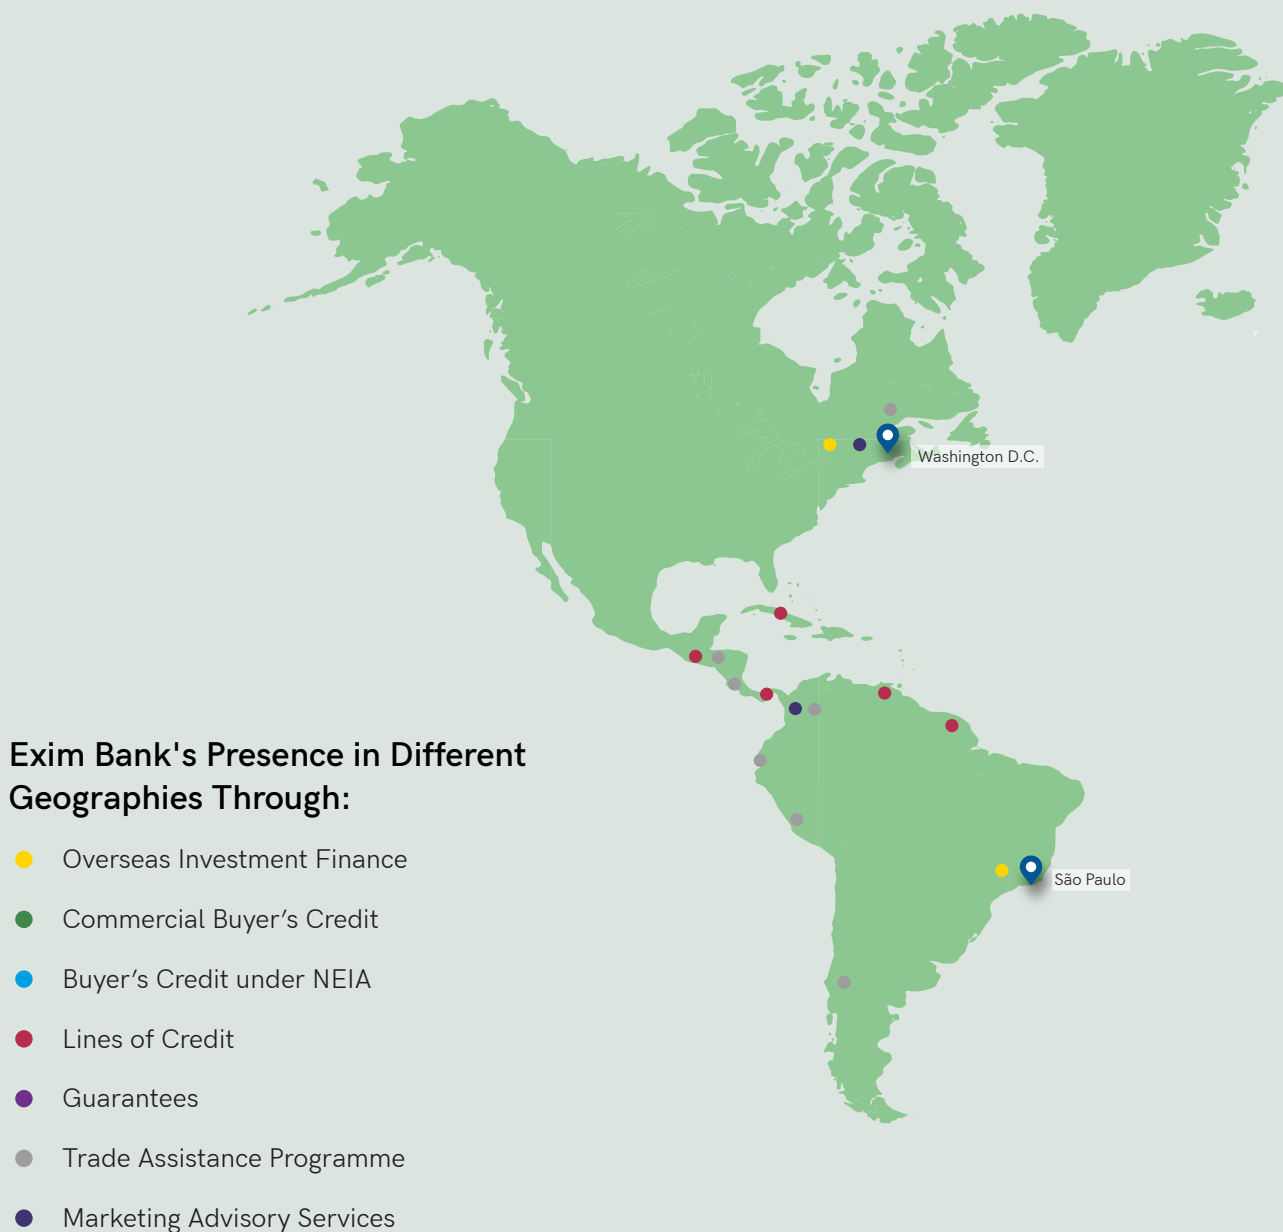 Washington D.C.
Exim Bank's Presence in Different
Geographies Through:
Overseas Investment Finance
São Paulo
Commercial Buyer’s Credit
Buyer’s Credit under NEIA
Lines of Credit
Guarantees
Trade Assistance Programme
Marketing Advisory Services